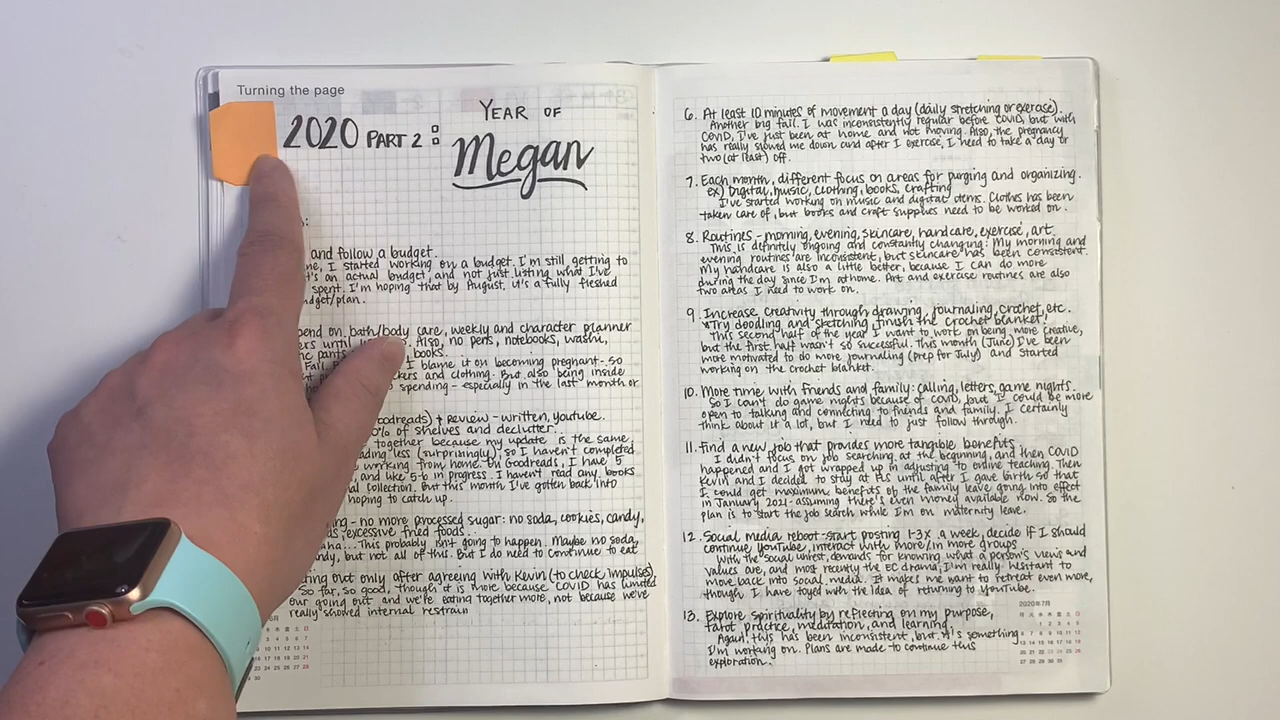 Turning the page
2020 PART 2:
YEAR OF
Megan
and follow a budget.
I started working on a budget. I'm still getting to
an actual budget, and not just listing what I've
spent. I'm hoping that by August, it's a fully fleshed
/plan.
bath/body care, weekly and character planner
until Also, no pens, notebooks, washi,
books.
I blame it on becoming pregnant-so
and clothing. But also being inside
spending - especially in the last month or
+ review - written, youtube.
of shelves and declutter.
together because my update is the same.
less (surprisingly), so I haven't completed
working from home. On Goodreads, I have 5
and like 5-6 in progress. I haven't read any books
collection. But this month I've gotten back into
hoping to catch up.
- no more processed sugar: no soda, cookies, candy,
excessive fried foods.
This probably isn't going to happen. Maybe no soda,
but not all of this. But I do need to continue to eat
out only after agreeing with Kevin (to check impulses)
So far, so good, though it is more because COVID has limited
our going out and we're eating together more, not because we've
really showed internal restrain
6. At least 10 minutes of movement a day (daily stretching or exercise).
Another big fail. I was inconsistently regular before COVID, but with
COVID, I've just been at home and not moving. Also, the pregnancy
has really slowed me down and after I exercise, I need to take a day or
two (at least) off.
7. Each month, different focus on areas for purging and organizing.
ex) Digital, music, clothing, books, crafting
I've started working on music and digital items. Clothes has been
taken care of, but books and craft supplies need to be worked on.
8. Routines - morning, evening, skincare, handcare, exercise, art
This is definitely ongoing and constantly changing. My morning and
evening routines are inconsistent, but skincare has been consistent.
My handcare is also a little better, because I can do more
during the day since I'm at home. Art and exercise routines are also
two areas I need to work on.
9. Increase creativity through drawing, journaling, crochet, etc.
*Try doodling and sketching, finish the crochet blanket!
This second half of the year I want to work on being more creative,
but the first half wasn't so successful. This month (June) I've been
more motivated to do more journaling (prep for July) and started
working on the crochet blanket.
10. More time with friends and family: calling, letters, game nights.
So I can't do game nights because of covid, but I could be more
open to talking and connecting to friends and family. I certainly
think about it a lot, but I need to just follow through.
11. Find a new job that provides more tangible benefits
I didn't focus on job searching at the beginning, and then COVID
happened and I got wrapped up in adjusting to online teaching. Then
Kevin and I decided to stay at until after I gave birth so that
I could get maximum benefits of the family leave going into effect
in January 2021 - assuming there's even money available now. So the
plan is to start the job search while I'm on maternity leave.
12. Social media reboot - start posting 1-3x a week, decide if I should
continue YouTube, interact with more/in more groups
With the social unrest, demands for knowing what a person's views and
values are, and most recently the EC drama, I'm really hesitant to
move back into social media. It makes me want to retreat even more,
though I have toyed with the idea of returning to YouTube.
13. Explore spirituality by reflecting on my purpose,
tarot practice, meditation, and learning.
Again, this has been inconsistent, but it's something
I'm working on. Plans are made to continue this
exploration.
2020年7月